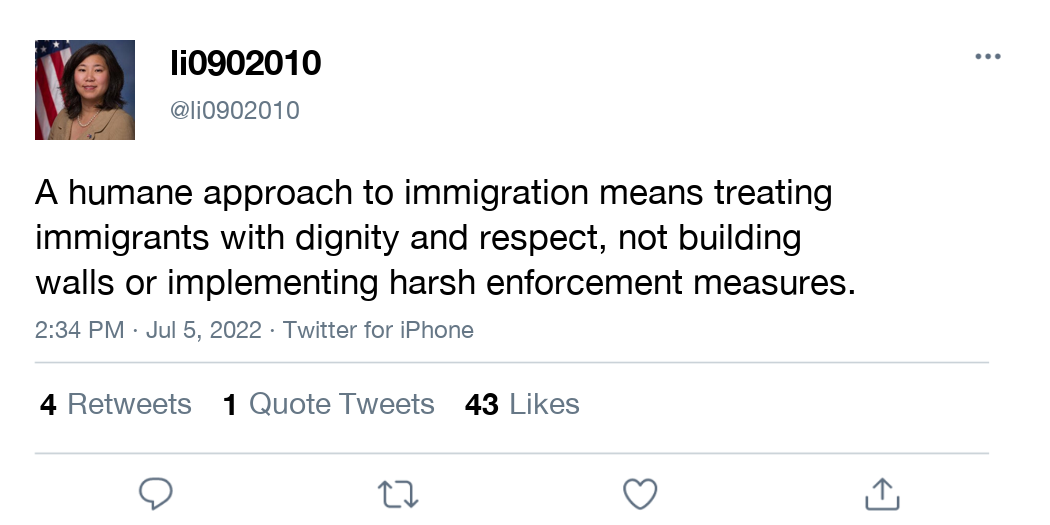 li0902010
@li0902010
A humane approach to immigration means treating
immigrants with dignity and respect, not building
walls or implementing harsh enforcement measures.
2:34 PM · Jul 5, 2022 · Twitter for iPhone
4 Retweets 1 Quote Tweets 43 Likes